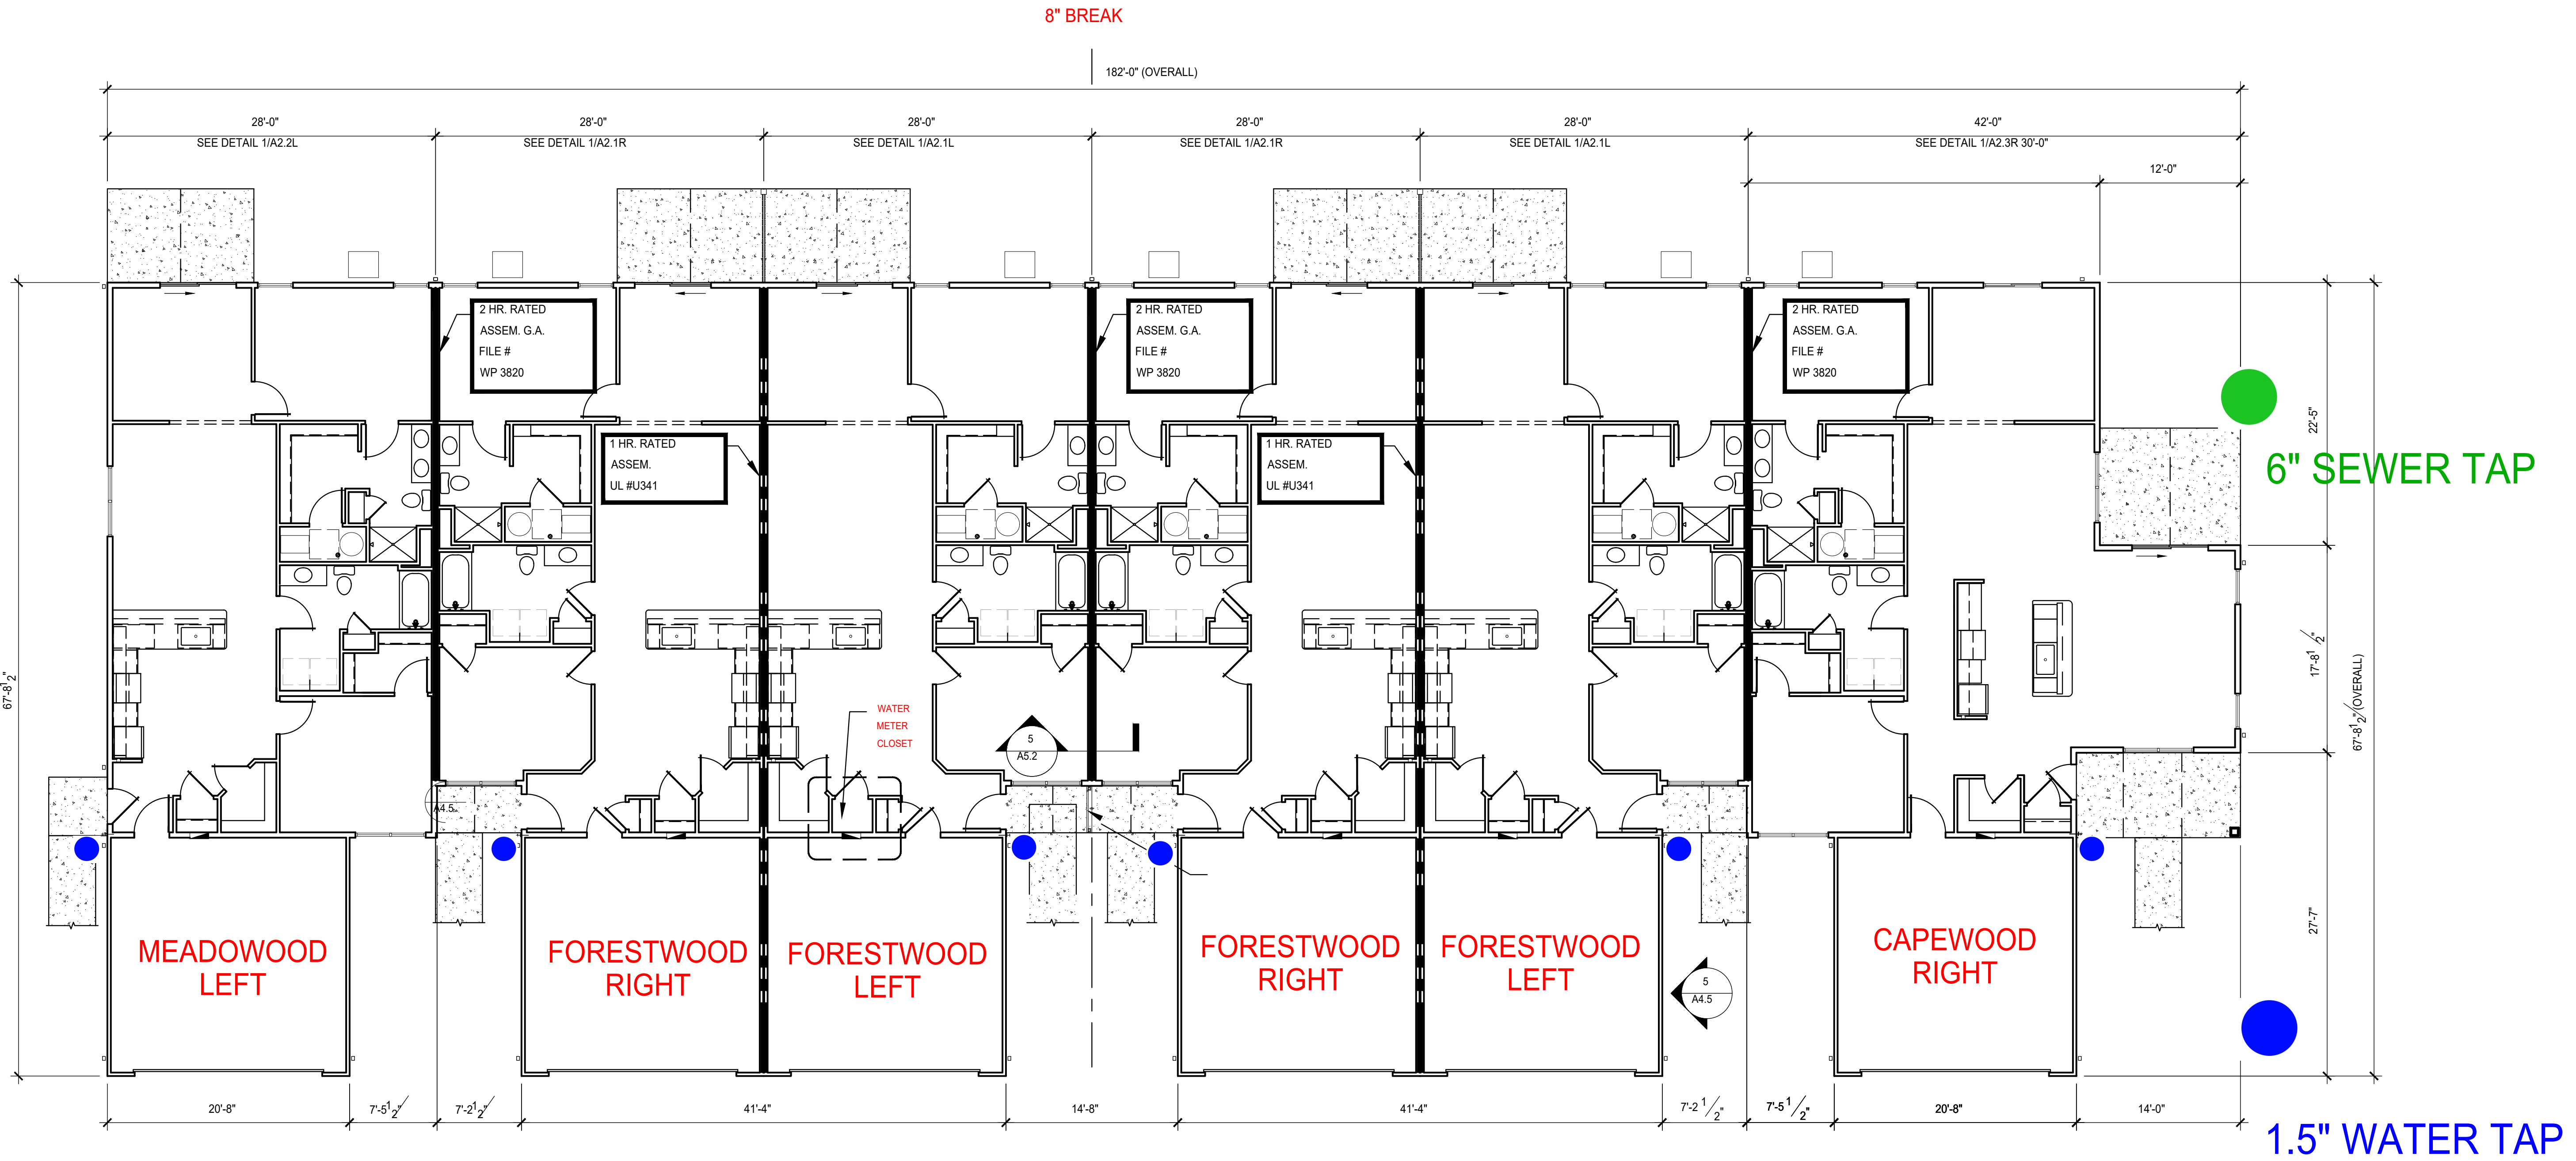 8" BREAK
182'-0" (OVERALL)
28'-0"
28'-0"
28'-0"
28'-0"
28'-0"
42'-0"
SEE DETAIL 1/A2.2L
SEE DETAIL 1/A2.1R
SEE DETAIL 1/A2.1L
SEE DETAIL 1/A2.1R
SEE DETAIL 1/A2.1L
SEE DETAIL 1/A2.3R 30'-0"
12'-0"
2 HR. RATED
ASSEM. G.A.
FILE #
WP 3820
2 HR. RATED
ASSEM. G.A.
FILE #
WP 3820
2 HR. RATED
ASSEM. G.A.
FILE #
WP 3820
1 HR. RATED
ASSEM.
UL #U341
1 HR. RATED
ASSEM.
UL #U341
22'-5"
6" SEWER TAP
67'-8 1/2"
17'-8 1/2"
67'-8 1/2" (OVERALL)
WATER
METER
CLOSET
5
A5.2
A4.5
27'-7"
MEADOWOOD
LEFT
FORESTWOOD
RIGHT
FORESTWOOD
LEFT
FORESTWOOD
RIGHT
FORESTWOOD
LEFT
CAPEWOOD
RIGHT
5
A4.5
20'-8"
7'-5 1/2"
7'-2 1/2"
41'-4"
14'-8"
41'-4"
7'-2 1/2"
7'-5 1/2"
20'-8"
14'-0"
1.5" WATER TAP